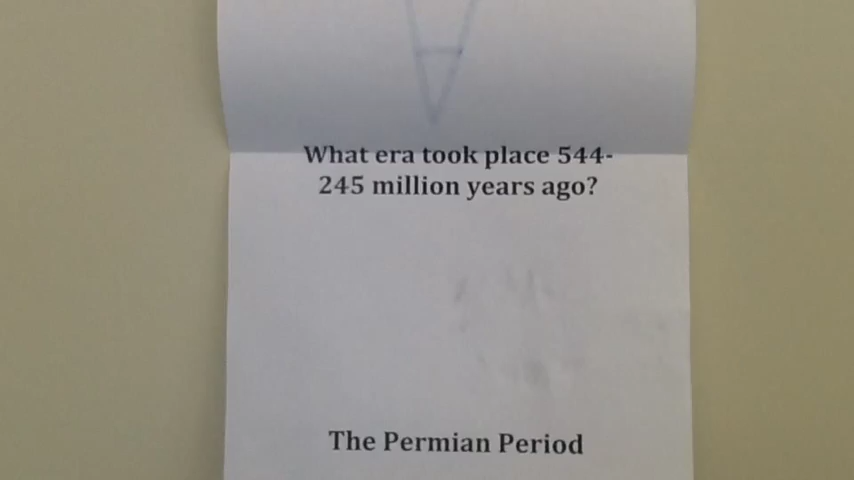 What era took place 544-
245 million years ago?
The Permian Period